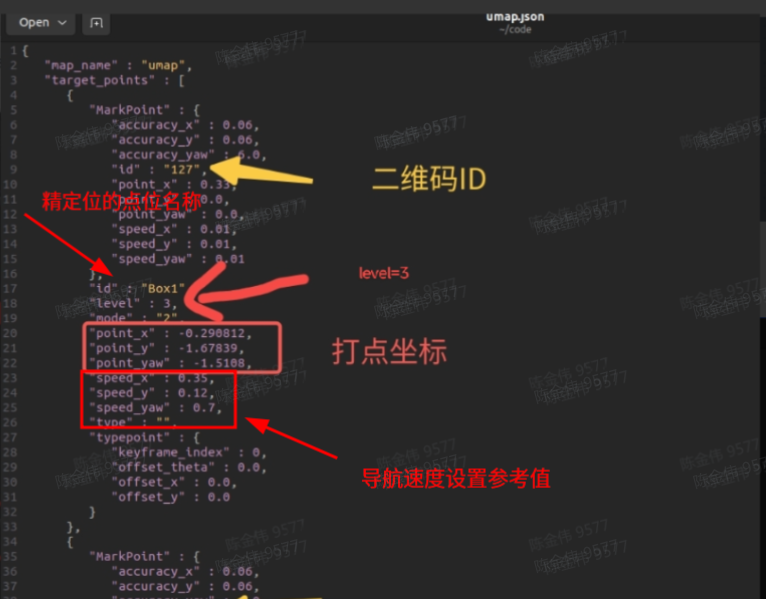 Open
umap.json
~/code
1 {
2 "map_name" : "umap",
3 "target_points" : [
4 {
5 "MarkPoint" : {
6 "accuracy_x" : 0.06,
7 "accuracy_y" : 0.06,
8 "accuracy_yaw" : 6.0,
9 "id" : "127",
二维码ID
10 "point_x" : 0.33,
11 "point_y" : 0.0,
精定位的点位名称
12 "point_yaw" : 0.0,
13 "speed_x" : 0.01,
14 "speed_y" : 0.01,
15 "speed_yaw" : 0.01
16 },
level=3
17 "id" : "Box1"
18 "level" : 3,
19 "mode" : "2",
20 "point_x" : -0.290812,
21 "point_y" : -1.67839,
打点坐标
22 "point_yaw" : -1.5108,
23 "speed_x" : 0.35,
24 "speed_y" : 0.12,
25 "speed_yaw" : 0.7,
26 "type" : "",
27 "typepoint" : {
28 "keyframe_index" : 0,
29 "offset_theta" : 0.0,
导航速度设置参考值
30 "offset_x" : 0.0,
31 "offset_y" : 0.0
32 }
33 },
34 {
35 "MarkPoint" : {
36 "accuracy_x" : 0.06,
37 "accuracy_y" : 0.06,
陈金伟 9577